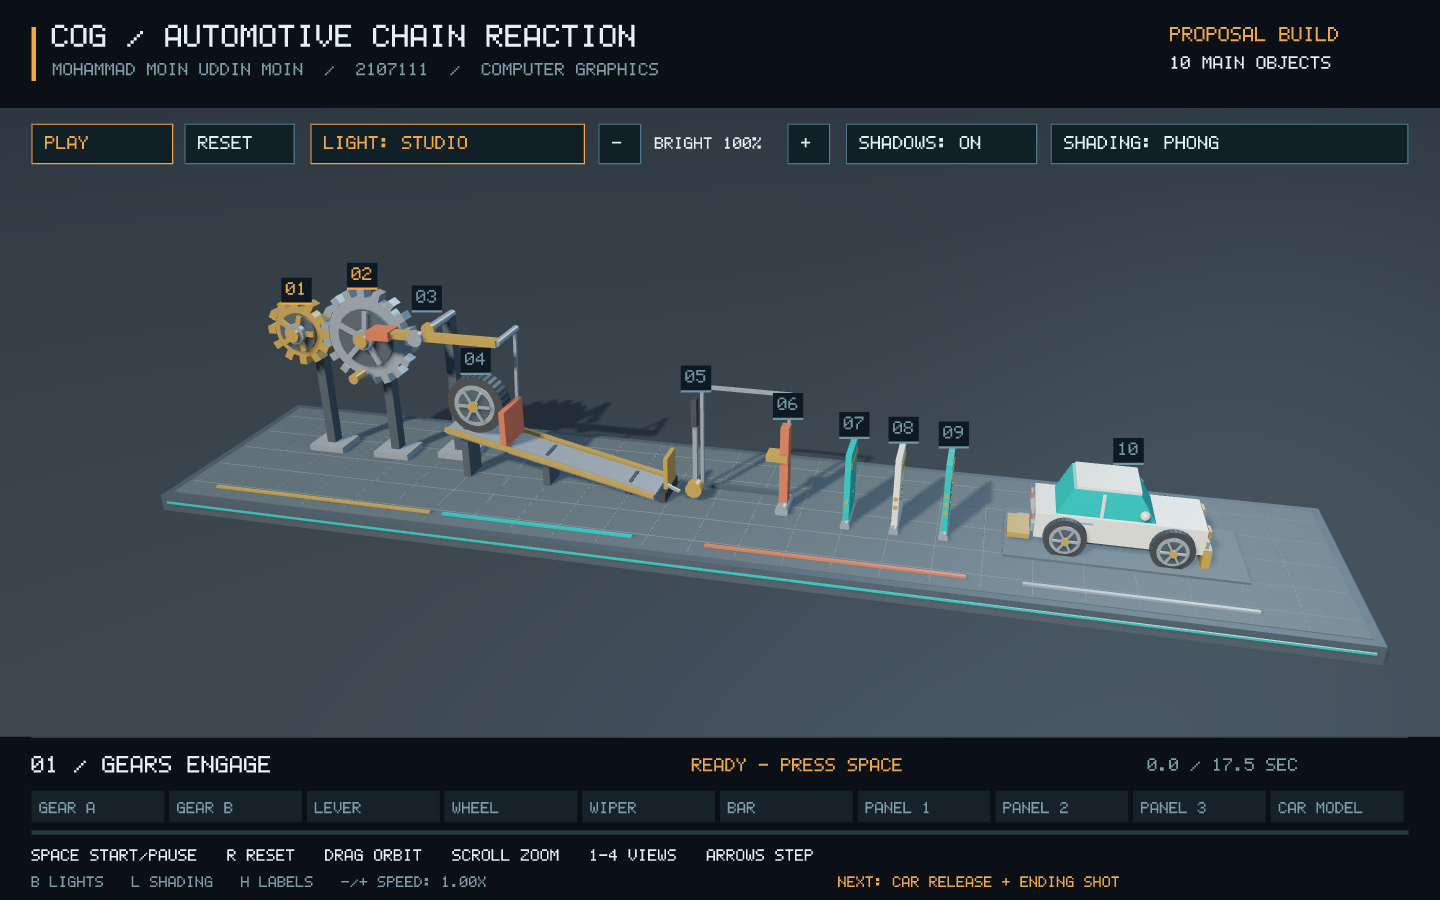 COG / AUTOMOTIVE CHAIN REACTION
MOHAMMAD MOIN UDDIN MOIN / 2107111 / COMPUTER GRAPHICS
PROPOSAL BUILD
10 MAIN OBJECTS
PLAY RESET LIGHT: STUDIO - BRIGHT 100% + SHADOWS: ON SHADING: PHONG
01
02
03
04
05
06
07
08
09
10
01 / GEARS ENGAGE READY - PRESS SPACE 0.0 / 17.5 SEC
GEAR A GEAR B LEVER WHEEL WIPER BAR PANEL 1 PANEL 2 PANEL 3 CAR MODEL
SPACE START/PAUSE R RESET DRAG ORBIT SCROLL ZOOM 1-4 VIEWS ARROWS STEP
B LIGHTS L SHADING H LABELS -/+ SPEED: 1.00X NEXT: CAR RELEASE + ENDING SHOT